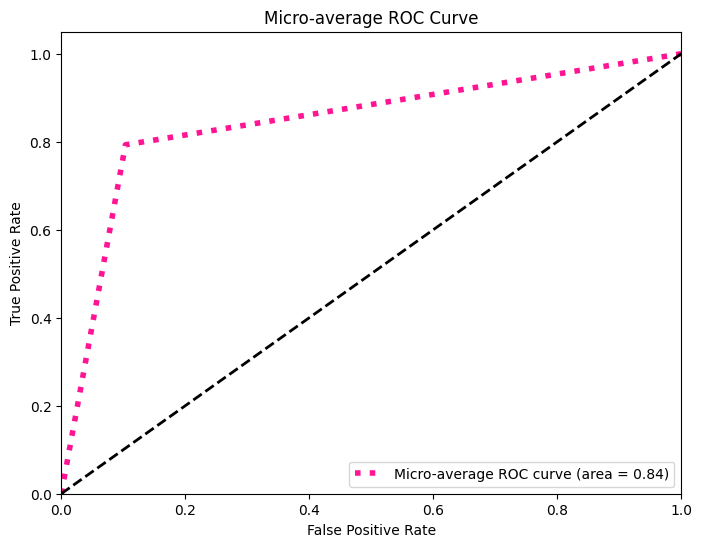 Micro-average ROC Curve
True Positive Rate
1.0
0.8
0.6
0.4
0.2
0.0
Micro-average ROC curve (area = 0.84)
0.0 0.2 0.4 0.6 0.8 1.0
False Positive Rate